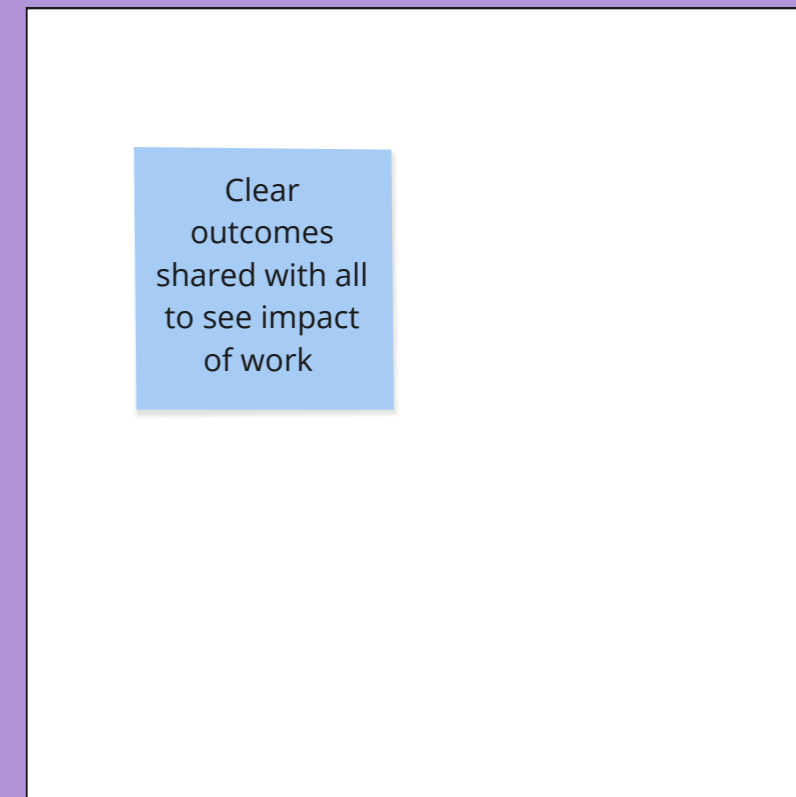 Clear
outcomes
shared with all
to see impact
of work